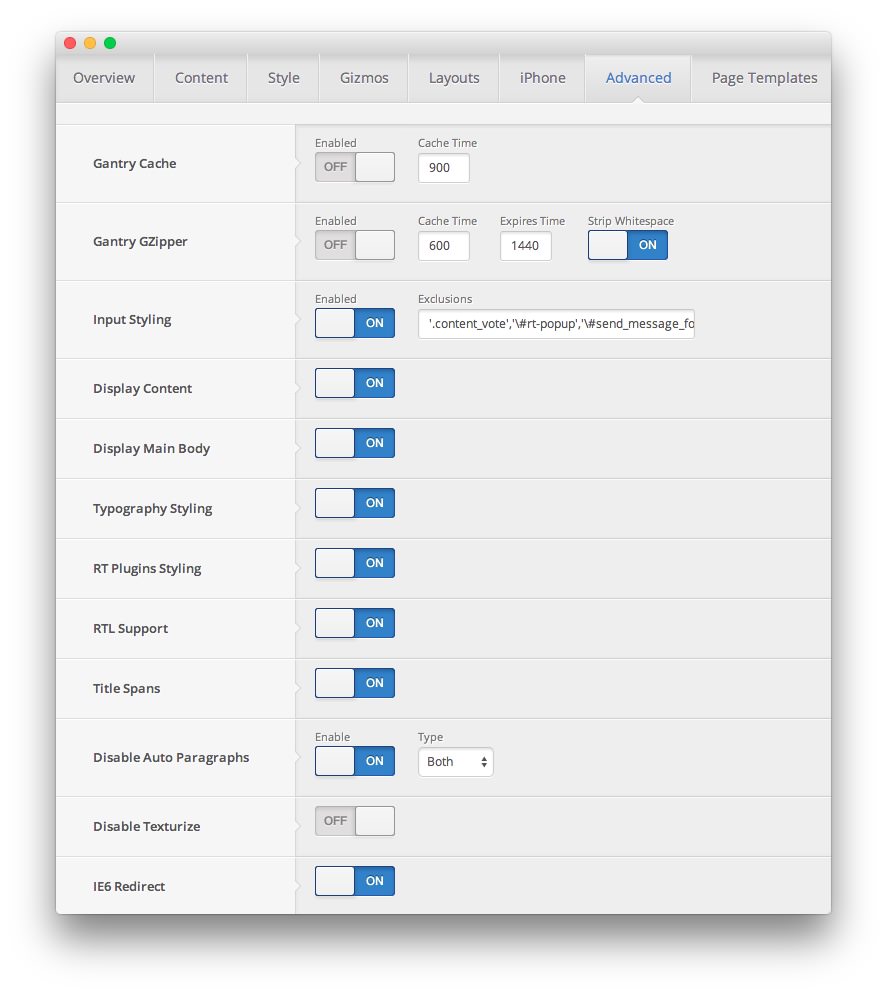 Overview Content Style Gizmos Layouts iPhone Advanced Page Templates
Enabled Cache Time
Gantry Cache OFF 900
Enabled Cache Time Expires Time Strip Whitespace
Gantry GZipper OFF 600 1440 ON
Enabled Exclusions
Input Styling ON '.content_vote','\#rt-popup','\#send_message_fo
Display Content ON
Display Main Body ON
Typography Styling ON
RT Plugins Styling ON
RTL Support ON
Title Spans ON
Enable Type
Disable Auto Paragraphs ON Both
Disable Texturize OFF
IE6 Redirect ON